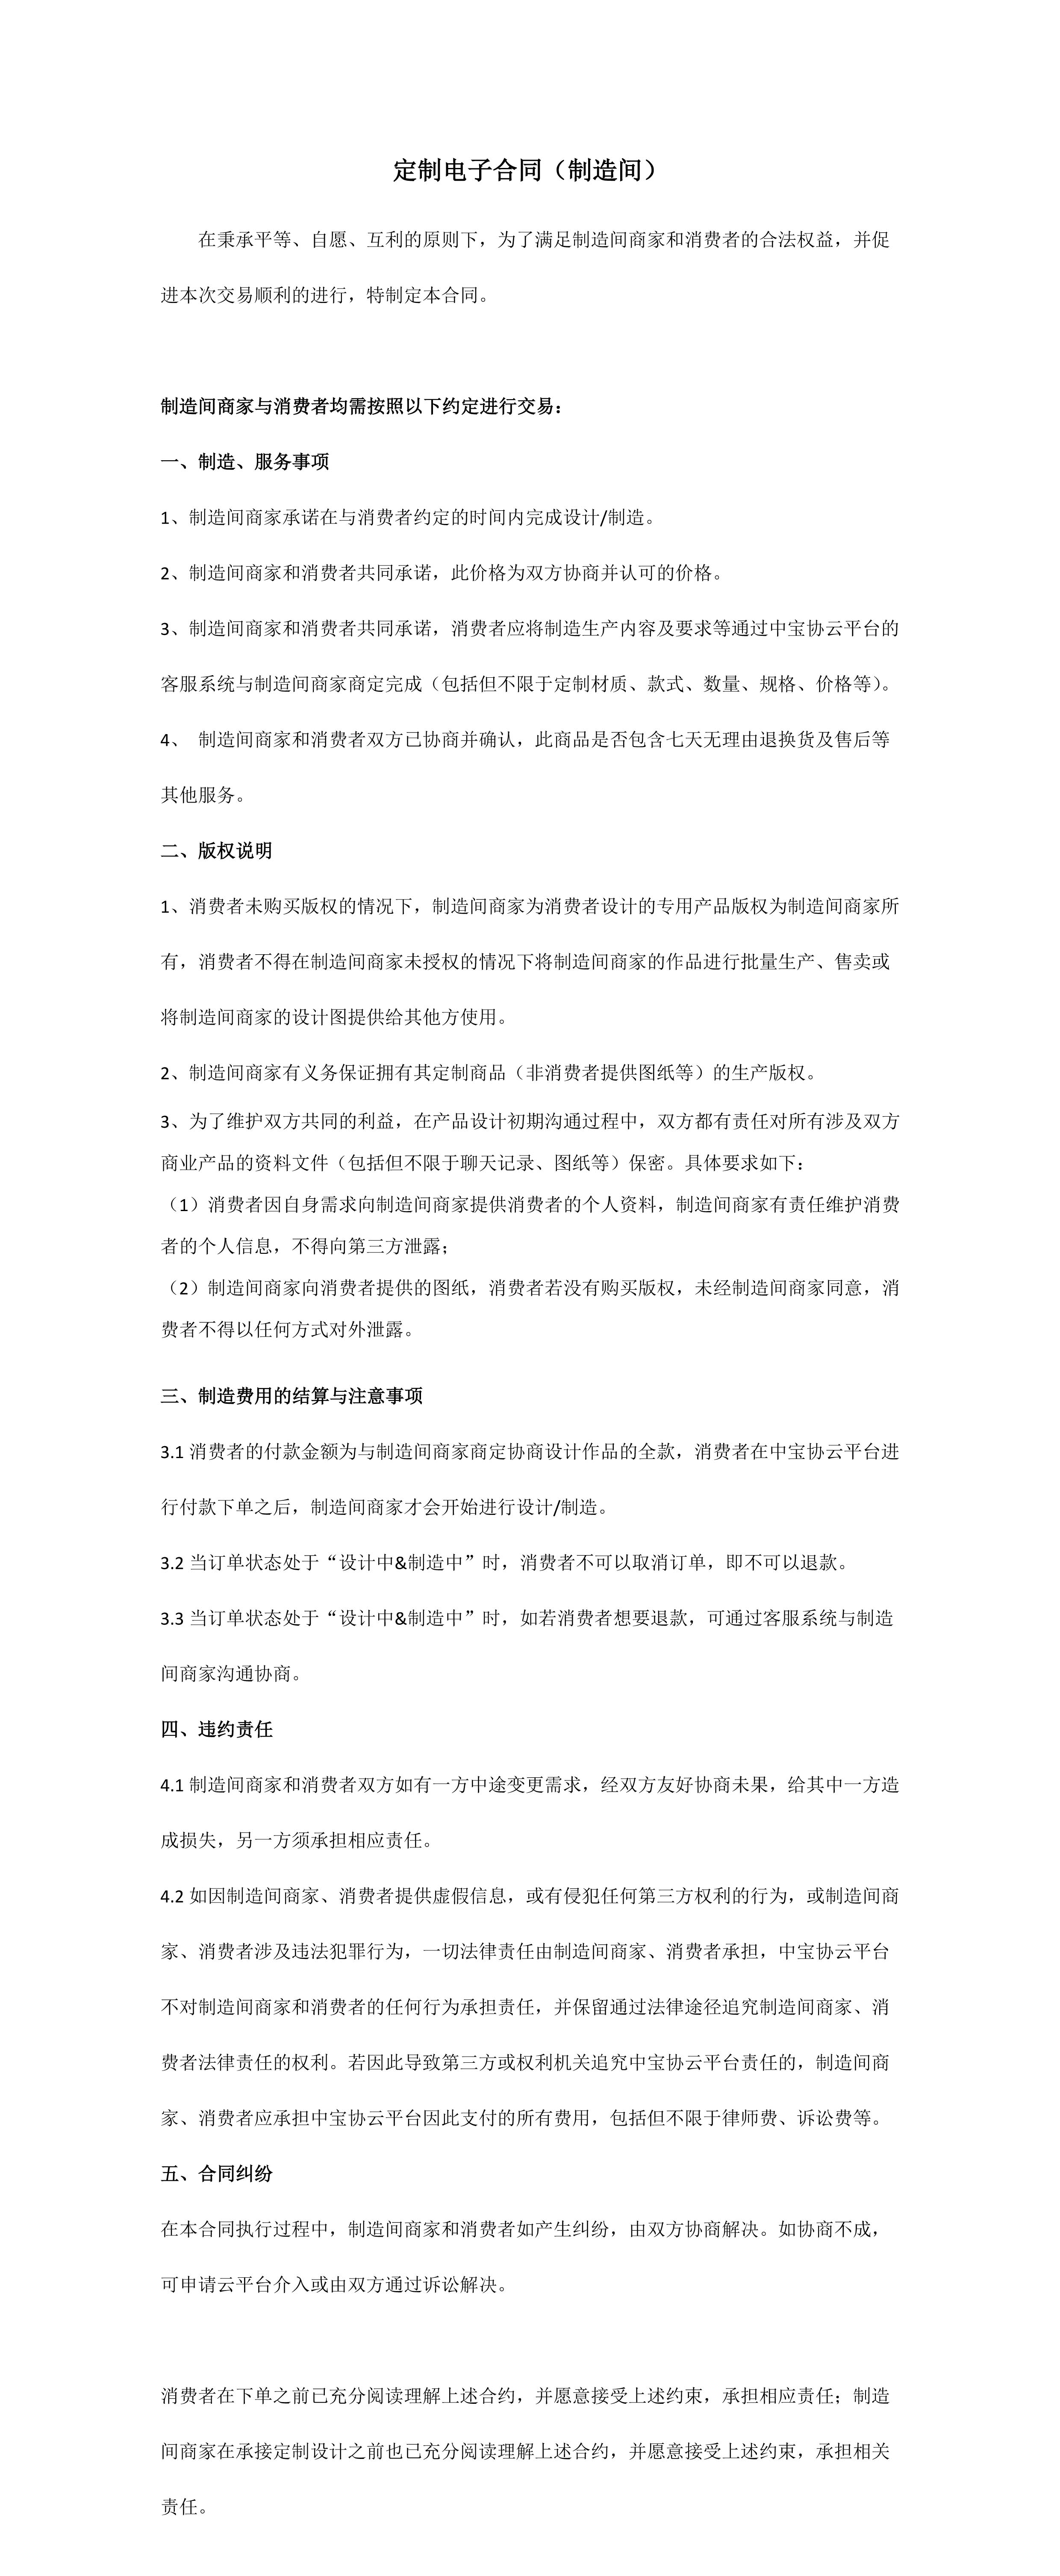 定制电子合同（制造间）
在秉承平等、自愿、互利的原则下，为了满足制造间商家和消费者的合法权益，并促
进本次交易顺利的进行，特制定本合同。
制造间商家与消费者均需按照以下约定进行交易：
一、制造、服务事项
1、制造间商家承诺在与消费者约定的时间内完成设计/制造。
2、制造间商家和消费者共同承诺，此价格为双方协商并认可的价格。
3、制造间商家和消费者共同承诺，消费者应将制造生产内容及要求等通过中宝协云平台的
客服系统与制造间商家商定完成（包括但不限于定制材质、款式、数量、规格、价格等）。
4、 制造间商家和消费者双方已协商并确认，此商品是否包含七天无理由退换货及售后等
其他服务。
二、版权说明
1、消费者未购买版权的情况下，制造间商家为消费者设计的专用产品版权为制造间商家所
有，消费者不得在制造间商家未授权的情况下将制造间商家的作品进行批量生产、售卖或
将制造间商家的设计图提供给其他方使用。
2、制造间商家有义务保证拥有其定制商品（非消费者提供图纸等）的生产版权。
3、为了维护双方共同的利益，在产品设计初期沟通过程中，双方都有责任对所有涉及双方
商业产品的资料文件（包括但不限于聊天记录、图纸等）保密。具体要求如下：
（1）消费者因自身需求向制造间商家提供消费者的个人资料，制造间商家有责任维护消费
者的个人信息，不得向第三方泄露；
（2）制造间商家向消费者提供的图纸，消费者若没有购买版权，未经制造间商家同意，消
费者不得以任何方式对外泄露。
三、制造费用的结算与注意事项
3.1 消费者的付款金额为与制造间商家商定协商设计作品的全款，消费者在中宝协云平台进
行付款下单之后，制造间商家才会开始进行设计/制造。
3.2 当订单状态处于“设计中&制造中”时，消费者不可以取消订单，即不可以退款。
3.3 当订单状态处于“设计中&制造中”时，如若消费者想要退款，可通过客服系统与制造
间商家沟通协商。
四、违约责任
4.1 制造间商家和消费者双方如有一方中途变更需求，经双方友好协商未果，给其中一方造
成损失，另一方须承担相应责任。
4.2 如因制造间商家、消费者提供虚假信息，或有侵犯任何第三方权利的行为，或制造间商
家、消费者涉及违法犯罪行为，一切法律责任由制造间商家、消费者承担，中宝协云平台
不对制造间商家和消费者的任何行为承担责任，并保留通过法律途径追究制造间商家、消
费者法律责任的权利。若因此导致第三方或权利机关追究中宝协云平台责任的，制造间商
家、消费者应承担中宝协云平台因此支付的所有费用，包括但不限于律师费、诉讼费等。
五、合同纠纷
在本合同执行过程中，制造间商家和消费者如产生纠纷，由双方协商解决。如协商不成，
可申请云平台介入或由双方通过诉讼解决。
消费者在下单之前已充分阅读理解上述合约，并愿意接受上述约束，承担相应责任；制造
间商家在承接定制设计之前也已充分阅读理解上述合约，并愿意接受上述约束，承担相关
责任。